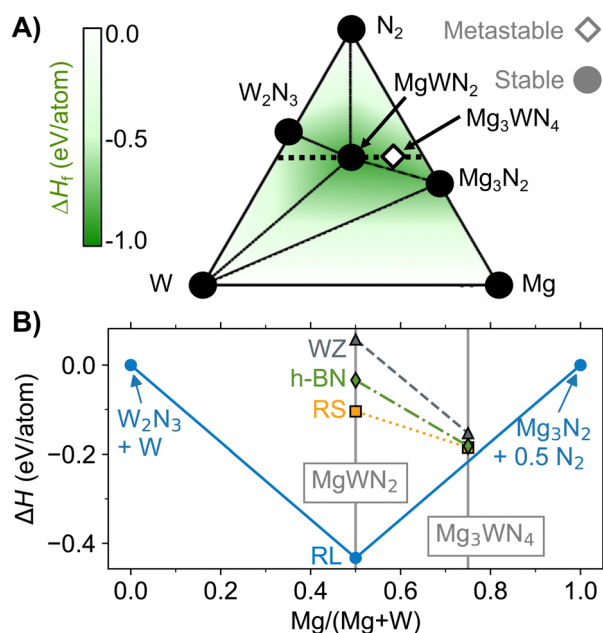 A)
0.0
-0.5
-1.0
ΔHf (eV/atom)
N2
Metastable
Stable
W2N3
MgWN2
Mg3WN4
Mg3N2
W
Mg
B)
0.0
−0.2
−0.4
ΔH (eV/atom)
WZ
h-BN
RS
W2N3
+ W
Mg3N2
+ 0.5 N2
MgWN2
Mg3WN4
RL
0.0 0.2 0.4 0.6 0.8 1.0
Mg/(Mg+W)